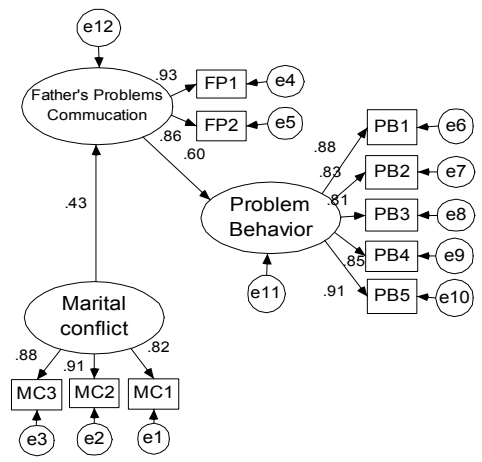 e12
.93
FP1
e4
Father's Problems
Commucation
FP2
e5
.86
.60
.88
PB1
e6
.83
PB2
e7
.81
Problem
Behavior
PB3
e8
.85
PB4
e9
.91
PB5
e10
e11
.43
Marital
conflict
.88
.91
.82
MC3
MC2
MC1
e3
e2
e1